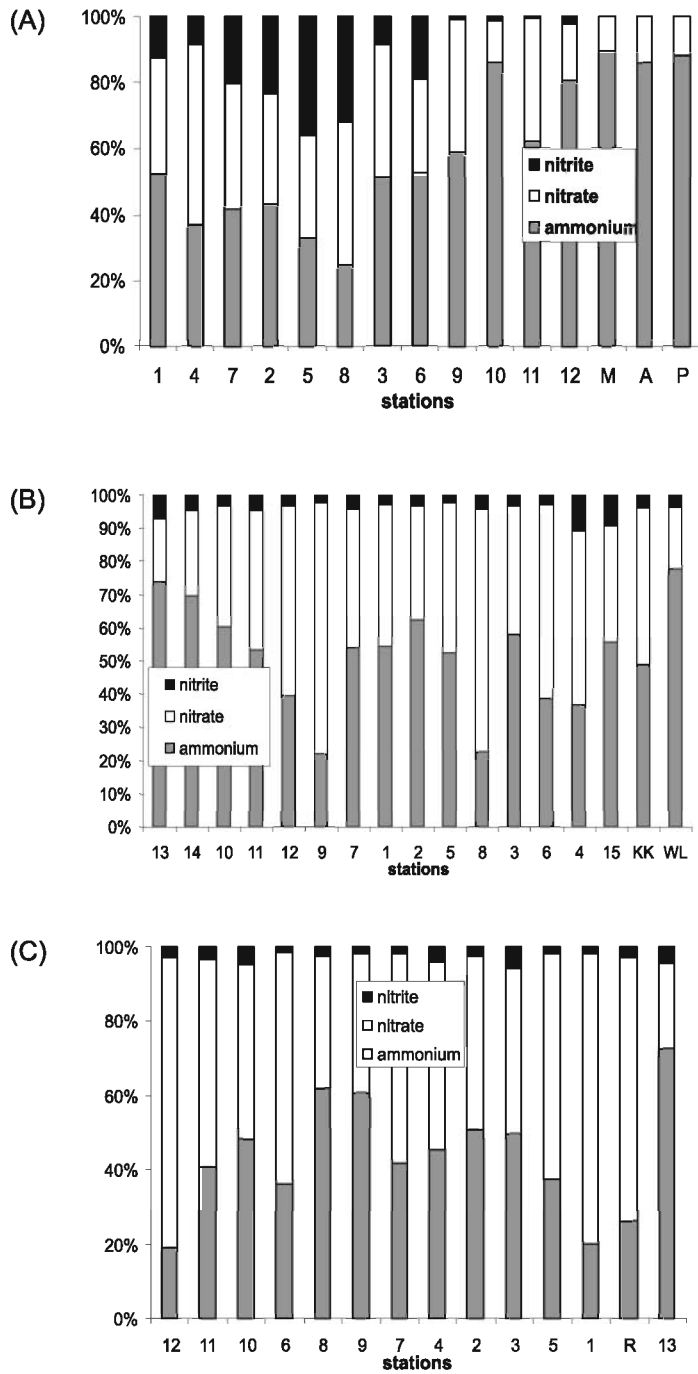 (A)
100%
80%
60%
40%
20%
0%
nitrite
nitrate
ammonium
1 4 7 2 5 8 3 6 9 10 11 12 M A P
stations
(B)
100%
90%
80%
70%
60%
50%
40%
30%
20%
10%
0%
nitrite
nitrate
ammonium
13 14 10 11 12 9 7 1 2 5 8 3 6 4 15 KK WL
stations
(C)
100%
80%
60%
40%
20%
0%
nitrite
nitrate
ammonium
12 11 10 6 8 9 7 4 2 3 5 1 R 13
stations